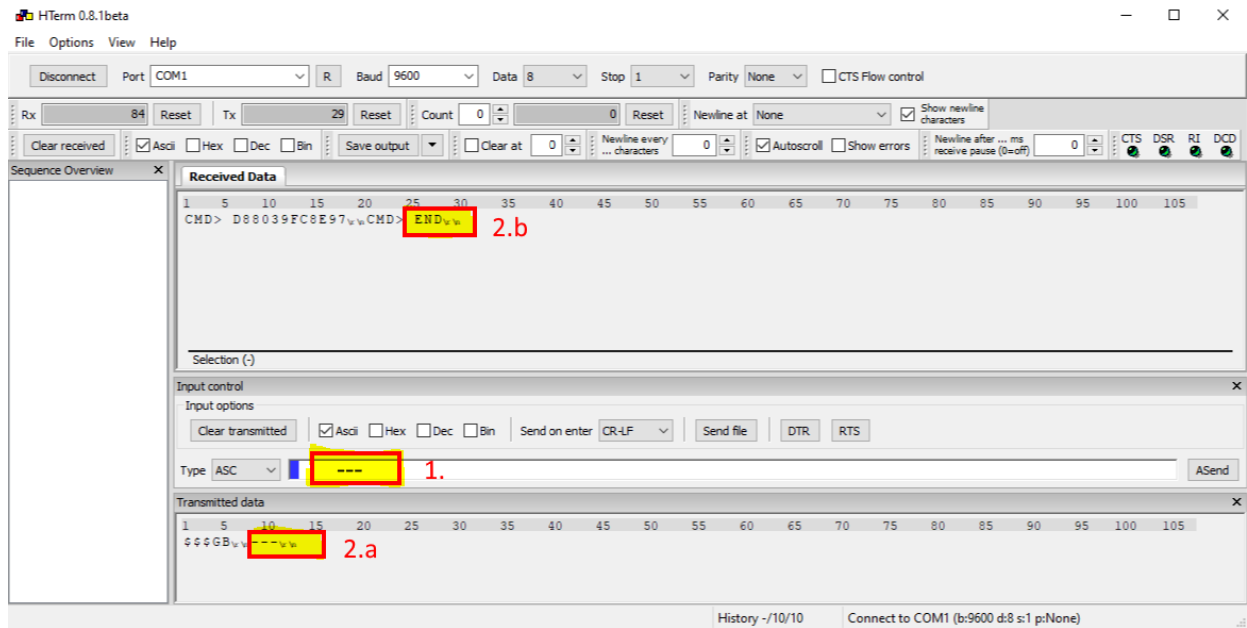 HTerm 0.8.1beta
File Options View Help
Disconnect Port COM1 R Baud 9600 Data 8 Stop 1 Parity None CTS Flow control
Rx 84 Reset Tx 29 Reset Count 0 0 Reset Newline at None Show newline characters
Clear received Ascii Hex Dec Bin Save output Clear at 0 Newline every ... characters 0 Autoscroll Show errors Newline after ... ms receive pause (0=off) 0 CTS DSR RI DCD
Sequence Overview x Received Data
1 5 10 15 20 25 30 35 40 45 50 55 60 65 70 75 80 85 90 95 100 105
CMD> D88039FC8E97\r\nCMD> END\r\n 2.b
Selection (-)
Input control x
Input options
Clear transmitted Ascii Hex Dec Bin Send on enter CR-LF Send file DTR RTS
Type ASC --- 1. ASend
Transmitted data x
1 5 10 15 20 25 30 35 40 45 50 55 60 65 70 75 80 85 90 95 100 105
$$$GB\r\n---\r\n 2.a
History -/10/10 Connect to COM1 (b:9600 d:8 s:1 p:None)